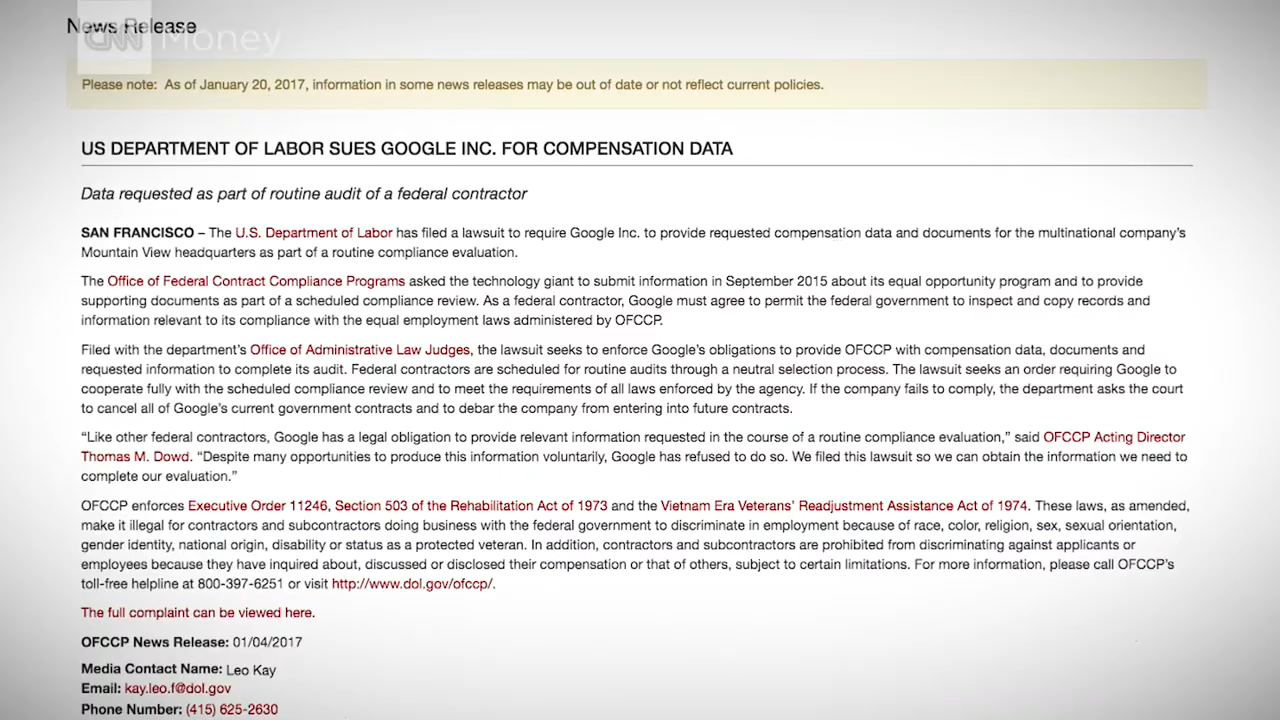 News Release
CNN Money
Please note: As of January 20, 2017, information in some news releases may be out of date or not reflect current policies.
US DEPARTMENT OF LABOR SUES GOOGLE INC. FOR COMPENSATION DATA
Data requested as part of routine audit of a federal contractor
SAN FRANCISCO – The U.S. Department of Labor has filed a lawsuit to require Google Inc. to provide requested compensation data and documents for the multinational company's
Mountain View headquarters as part of a routine compliance evaluation.
The Office of Federal Contract Compliance Programs asked the technology giant to submit information in September 2015 about its equal opportunity program and to provide
supporting documents as part of a scheduled compliance review. As a federal contractor, Google must agree to permit the federal government to inspect and copy records and
information relevant to its compliance with the equal employment laws administered by OFCCP.
Filed with the department's Office of Administrative Law Judges, the lawsuit seeks to enforce Google's obligations to provide OFCCP with compensation data, documents and
requested information to complete its audit. Federal contractors are scheduled for routine audits through a neutral selection process. The lawsuit seeks an order requiring Google to
cooperate fully with the scheduled compliance review and to meet the requirements of all laws enforced by the agency. If the company fails to comply, the department asks the court
to cancel all of Google's current government contracts and to debar the company from entering into future contracts.
“Like other federal contractors, Google has a legal obligation to provide relevant information requested in the course of a routine compliance evaluation,” said OFCCP Acting Director
Thomas M. Dowd. “Despite many opportunities to produce this information voluntarily, Google has refused to do so. We filed this lawsuit so we can obtain the information we need to
complete our evaluation.”
OFCCP enforces Executive Order 11246, Section 503 of the Rehabilitation Act of 1973 and the Vietnam Era Veterans' Readjustment Assistance Act of 1974. These laws, as amended,
make it illegal for contractors and subcontractors doing business with the federal government to discriminate in employment because of race, color, religion, sex, sexual orientation,
gender identity, national origin, disability or status as a protected veteran. In addition, contractors and subcontractors are prohibited from discriminating against applicants or
employees because they have inquired about, discussed or disclosed their compensation or that of others, subject to certain limitations. For more information, please call OFCCP's
toll-free helpline at 800-397-6251 or visit http://www.dol.gov/ofccp/.
The full complaint can be viewed here.
OFCCP News Release: 01/04/2017
Media Contact Name: Leo Kay
Email: kay.leo.f@dol.gov
Phone Number: (415) 625-2630